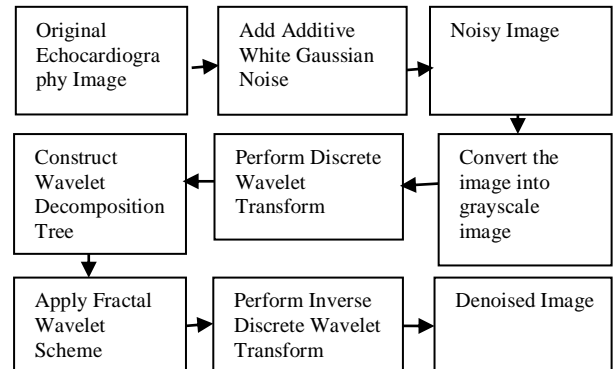 Original
Echocardiogra
phy Image
Add Additive
White Gaussian
Noise
Noisy Image
Convert the
image into
grayscale
image
Perform Discrete
Wavelet
Transform
Construct
Wavelet
Decomposition
Tree
Apply Fractal
Wavelet
Scheme
Perform Inverse
Discrete Wavelet
Transform
Denoised Image